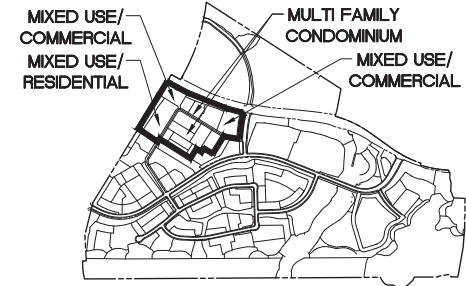 MIXED USE/
COMMERCIAL
MIXED USE/
RESIDENTIAL
MULTI FAMILY
CONDOMINIUM
MIXED USE/
COMMERCIAL